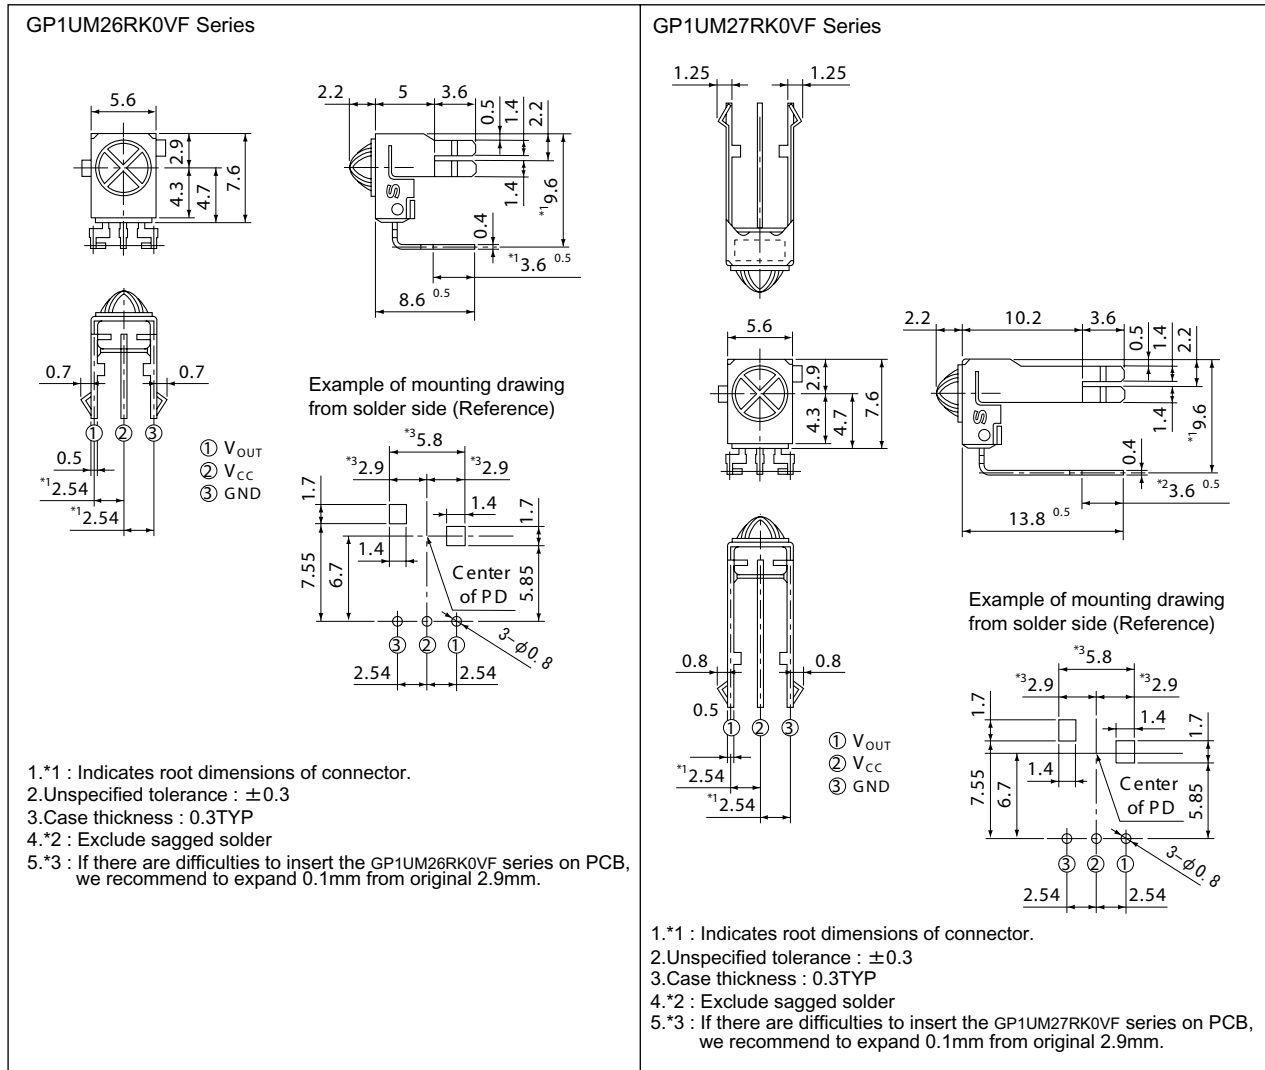 GP1UM26RK0VF Series
5.6
2.9
4.3
4.7
7.6
2.2
5
3.6
0.5
1.4
2.2
1.4
*19.6
0.4
*13.6 0.5
8.6 0.5
S
0.7
0.7
① ② ③
0.5
*12.54
*12.54
① VOUT
② VCC
③ GND
Example of mounting drawing
from solder side (Reference)
*35.8
*32.9
*32.9
1.7
1.4
1.7
1.4
7.55
6.7
Center
of PD
5.85
③ ② ①
3-φ0.8
2.54
2.54
1.*1 : Indicates root dimensions of connector.
2.Unspecified tolerance : ±0.3
3.Case thickness : 0.3TYP
4.*2 : Exclude sagged solder
5.*3 : If there are difficulties to insert the GP1UM26RK0VF series on PCB,
we recommend to expand 0.1mm from original 2.9mm.
GP1UM27RK0VF Series
1.25
1.25
5.6
2.9
4.3
4.7
7.6
2.2
10.2
3.6
0.5
1.4
2.2
1.4
*19.6
0.4
*23.6 0.5
13.8 0.5
S
0.8
0.8
0.5
① ② ③
*12.54
*12.54
① VOUT
② VCC
③ GND
Example of mounting drawing
from solder side (Reference)
*35.8
*32.9
*32.9
1.7
1.4
1.7
1.4
7.55
6.7
Center
of PD
5.85
③ ② ①
3-φ0.8
2.54
2.54
1.*1 : Indicates root dimensions of connector.
2.Unspecified tolerance : ±0.3
3.Case thickness : 0.3TYP
4.*2 : Exclude sagged solder
5.*3 : If there are difficulties to insert the GP1UM27RK0VF series on PCB,
we recommend to expand 0.1mm from original 2.9mm.